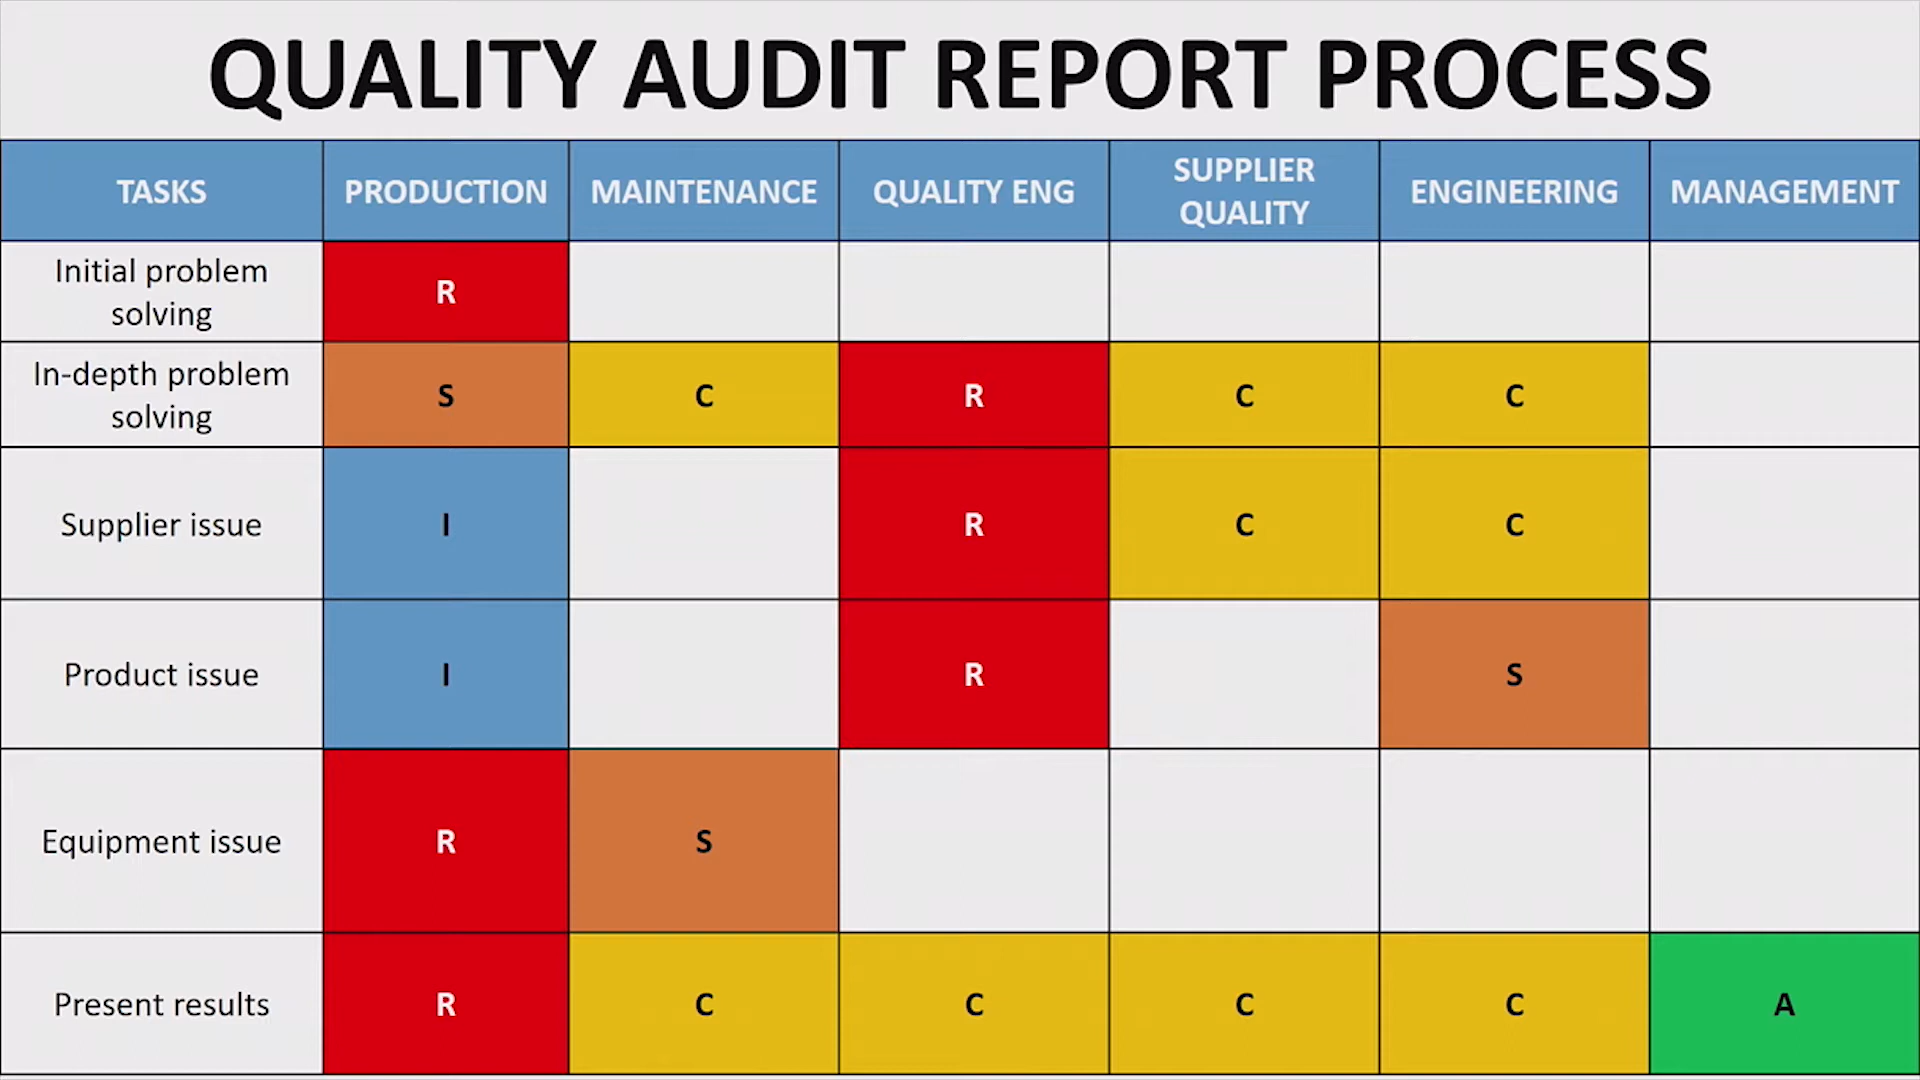 QUALITY AUDIT REPORT PROCESS
TASKS PRODUCTION MAINTENANCE QUALITY ENG SUPPLIER QUALITY ENGINEERING MANAGEMENT
Initial problem solving R
In-depth problem solving S C R C C
Supplier issue I R C C
Product issue I R S
Equipment issue R S
Present results R C C C C A